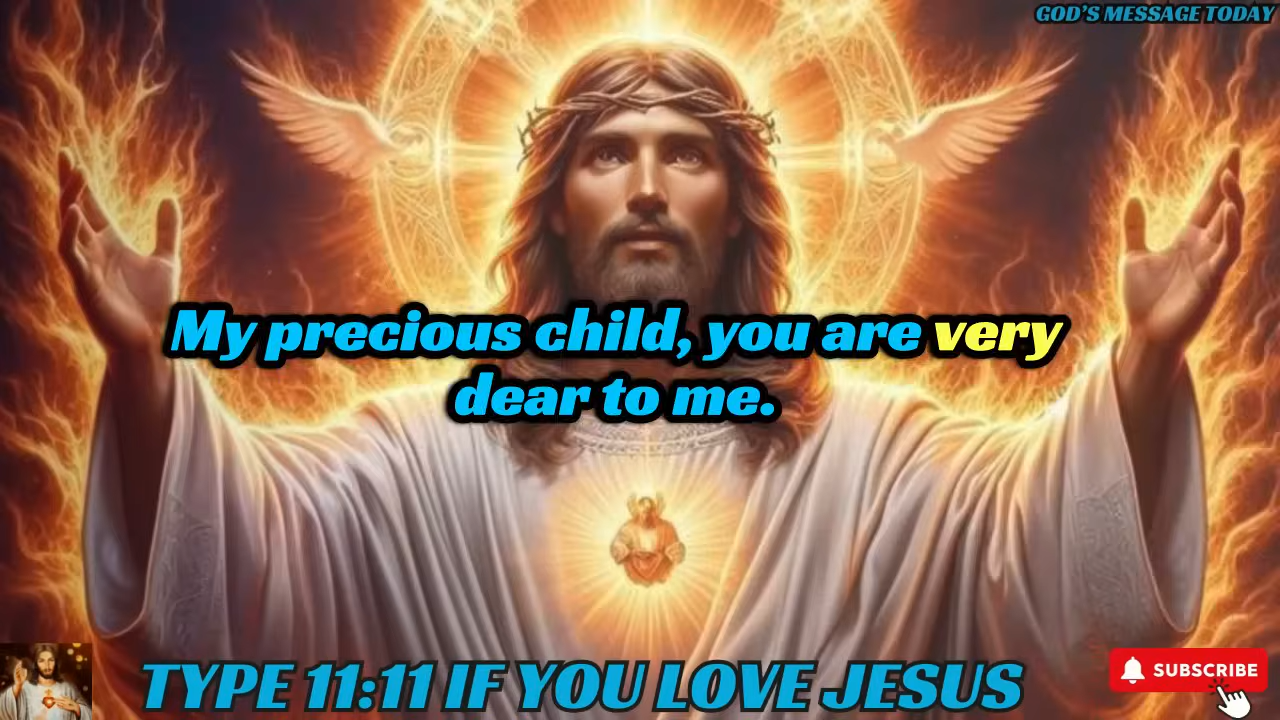 GOD'S MESSAGE TODAY
My precious child, you are very
dear to me.
TYPE 11:11 IF YOU LOVE JESUS
SUBSCRIBE